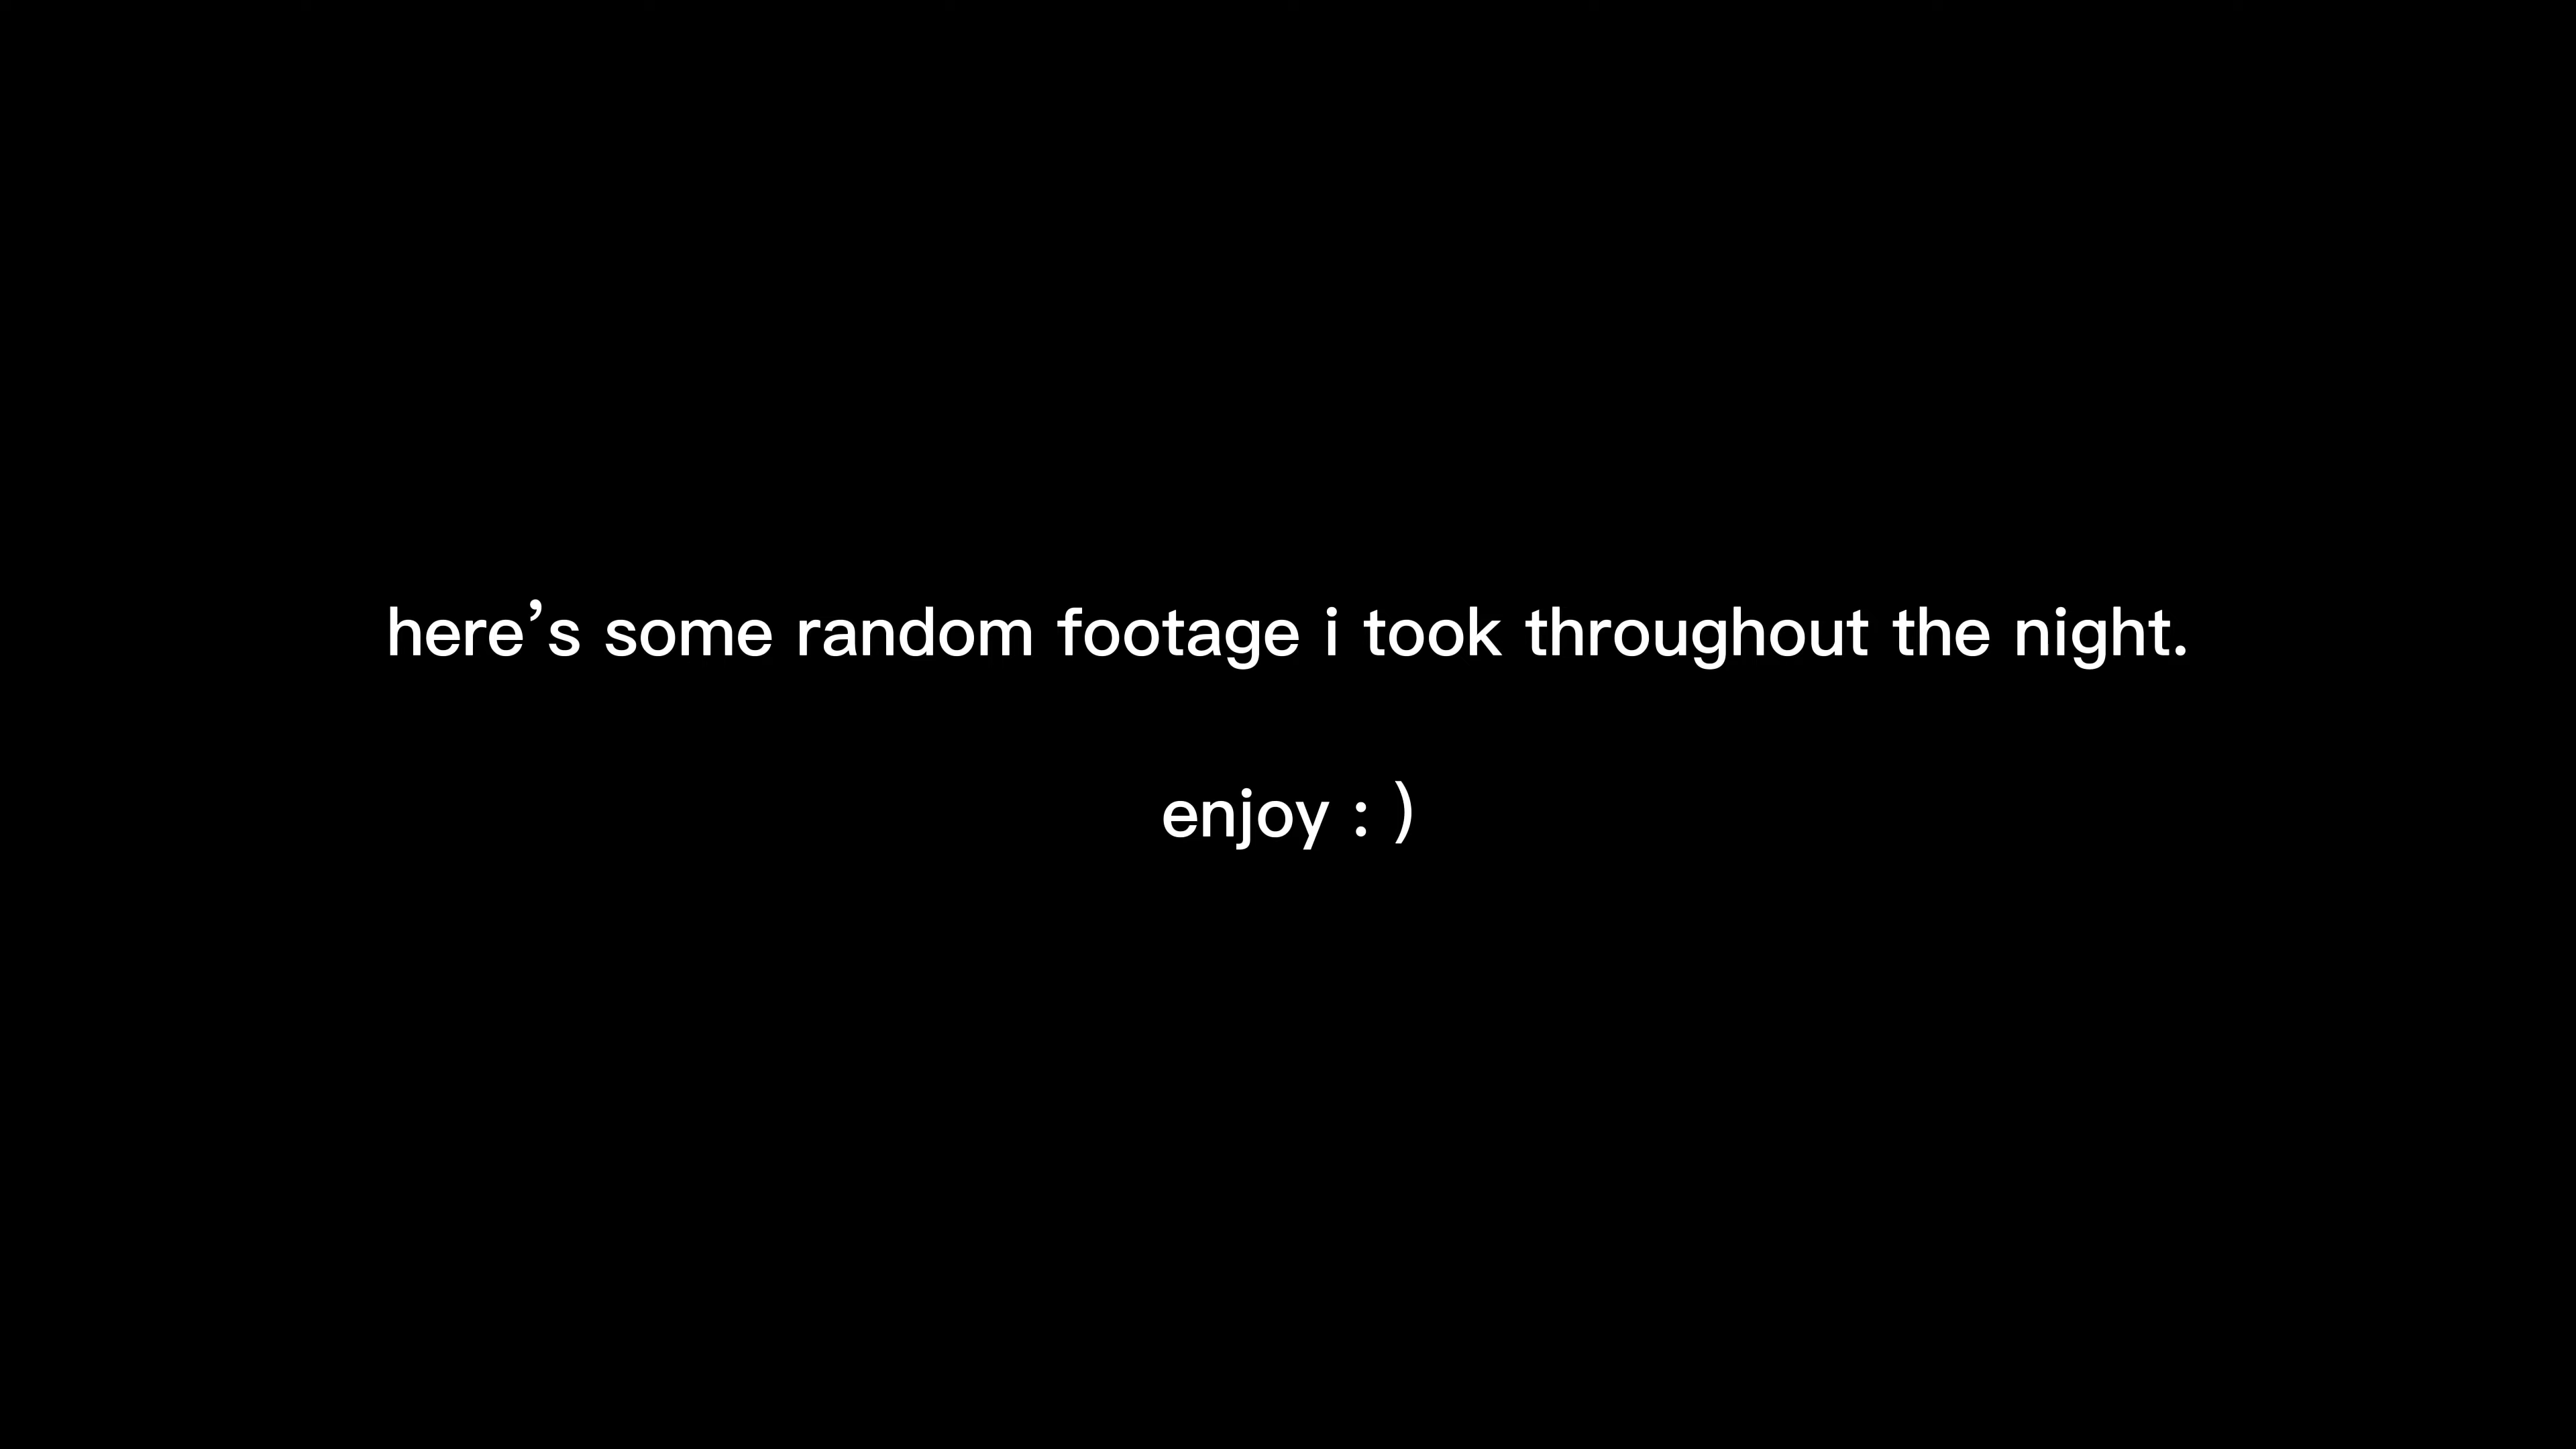 here’s some random footage i took throughout the night.
enjoy : )